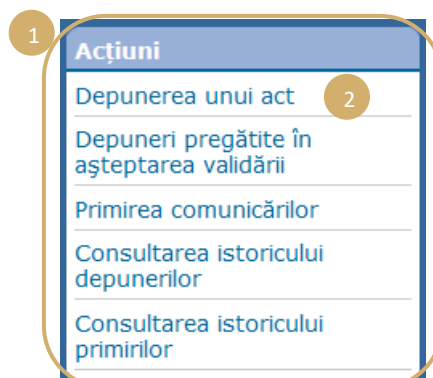 1
Acțiuni
Depunerea unui act
2
Depuneri pregătite în
aşteptarea validării
Primirea comunicărilor
Consultarea istoricului
depunerilor
Consultarea istoricului
primirilor